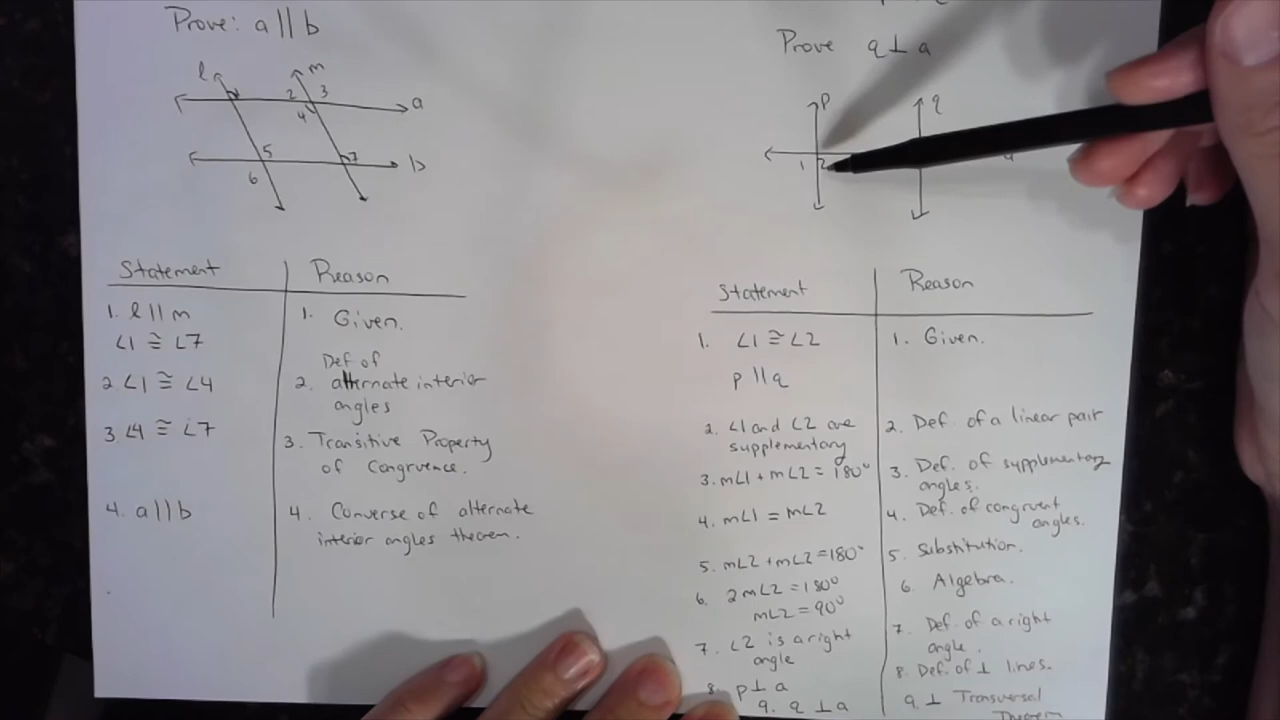 Prove: a || b
l
m
2 3
a
4
5
7
b
6
Statement Reason
1. l || m
1. Given.
∠1 ≅ ∠7
2. ∠1 ≅ ∠4
2. Def of alternate interior
angles
3. ∠4 ≅ ∠7
3. Transitive Property
of Congruence.
4. a || b
4. Converse of alternate
interior angles theorem.
Prove q ⊥ a
p
q
1 2
Statement Reason
1. ∠1 ≅ ∠2
1. Given.
p || q
2. ∠1 and ∠2 are
supplementary
2. Def. of a linear pair
3. m∠1 + m∠2 = 180°
3. Def. of supplementary
angles.
4. m∠1 = m∠2
4. Def. of congruent
angles.
5. m∠2 + m∠2 = 180°
5. Substitution.
6. 2m∠2 = 180°
m∠2 = 90°
6. Algebra.
7. ∠2 is a right
angle
7. Def. of a right
angle.
8. p ⊥ a
8. Def. of ⊥ lines.
9. q ⊥ a
9. ⊥ Transversal
Theorem